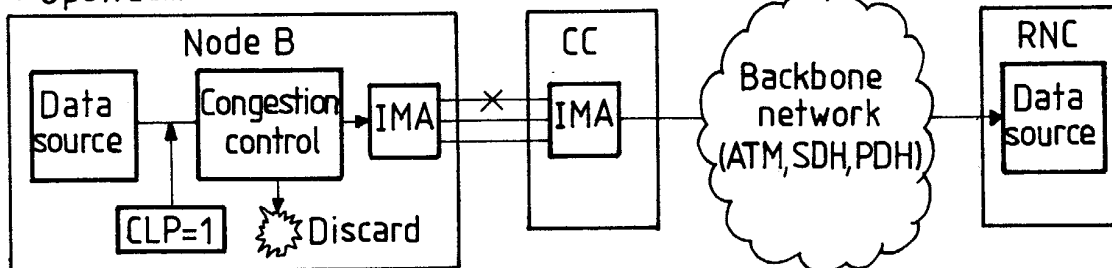 Node B
CC
RNC
Data
source
Congestion
control
IMA
IMA
Backbone
network
(ATM,SDH,PDH)
Data
source
CLP=1
Discard